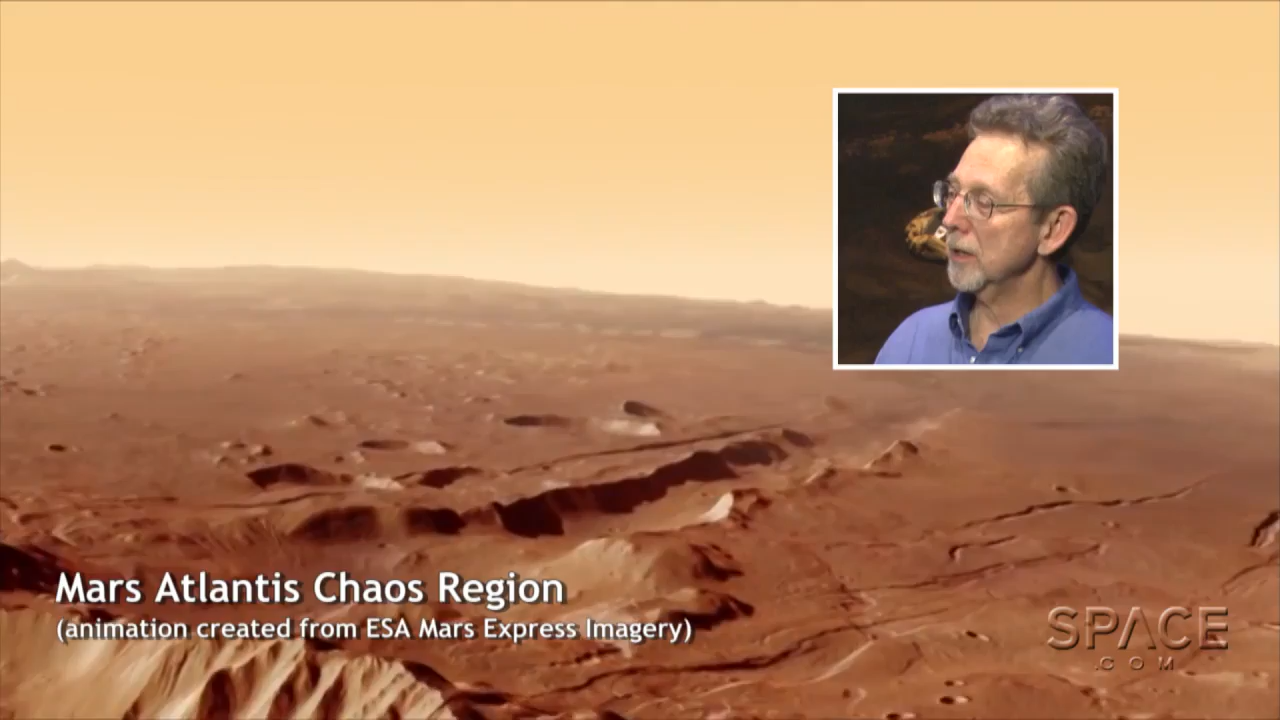 Mars Atlantis Chaos Region
(animation created from ESA Mars Express Imagery)
SPACE
.COM